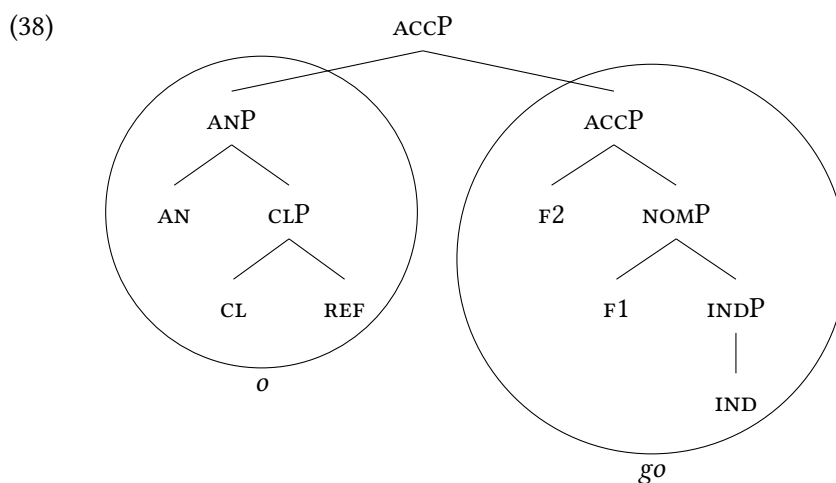 (38) ACCP
ANP ACCP
AN CLP F2 NOMP
CL REF F1 INDP
o IND
go